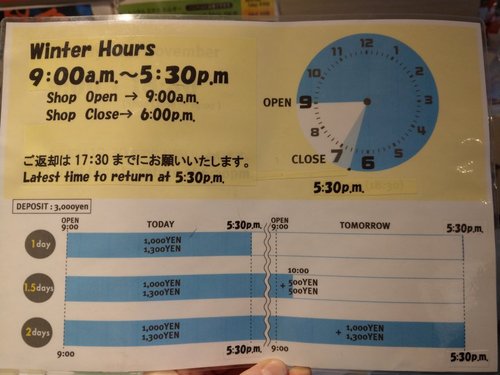 Winter Hours
9:00a.m.～5:30p.m
Shop Open → 9:00a.m.
Shop Close→ 6:00p.m.
ご返却は17:30までにお願いいたします。
Latest time to return at 5:30p.m.
12
1
2
3
4
5
6
7
8
9
10
11
OPEN
CLOSE
5:30p.m.
DEPOSIT : 3,000yen
OPEN
9:00
TODAY
5:30p.m.
OPEN
9:00
TOMORROW
5:30p.m.
1day
1,000YEN
1,300YEN
10:00
1.5days
1,000YEN
1,300YEN
+ 500YEN
500YEN
2days
1,000YEN
1,300YEN
+ 1,000YEN
1,300YEN
9:00
5:30p.m.
9:00
5:30p.m.